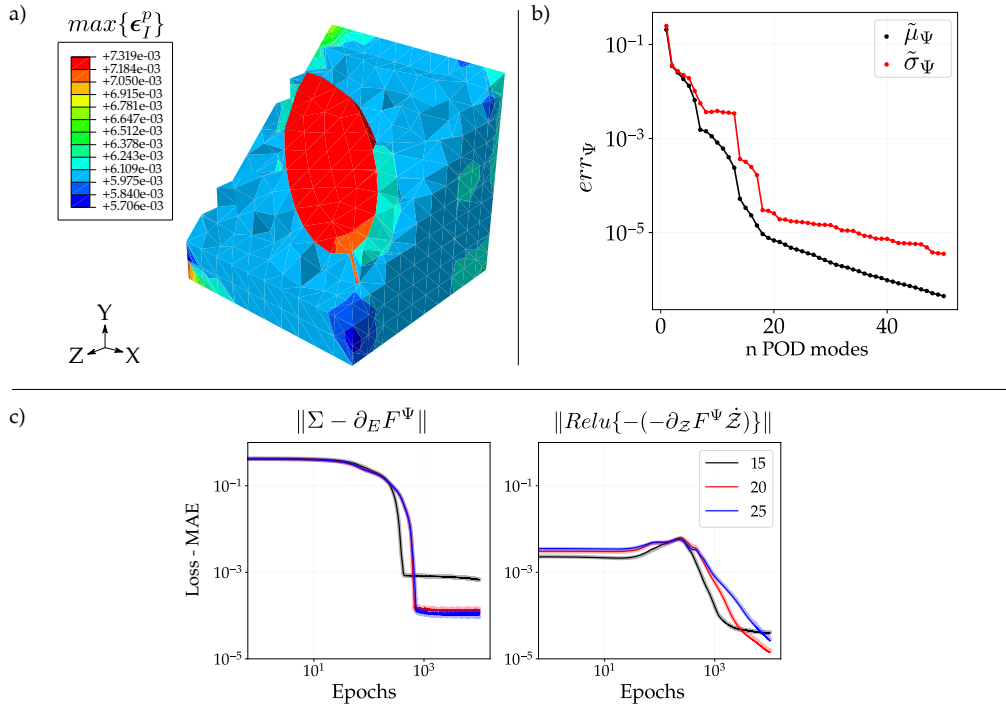 a)
max{ϵ_I^p}
+7.319e-03
+7.184e-03
+7.050e-03
+6.915e-03
+6.781e-03
+6.647e-03
+6.512e-03
+6.378e-03
+6.243e-03
+6.109e-03
+5.975e-03
+5.840e-03
+5.706e-03
Y
Z
X
b)
μ̃_Ψ
σ̃_Ψ
10^{-1}
10^{-3}
10^{-5}
err_Ψ
0 20 40
n POD modes
c)
‖Σ − ∂_E F^Ψ‖
10^{-1}
10^{-3}
10^{-5}
Loss - MAE
10^1 10^3
Epochs
‖Relu{−(−∂_𝒵 F^Ψ 𝒵̇)}‖
15
20
25
10^{-1}
10^{-3}
10^{-5}
10^1 10^3
Epochs